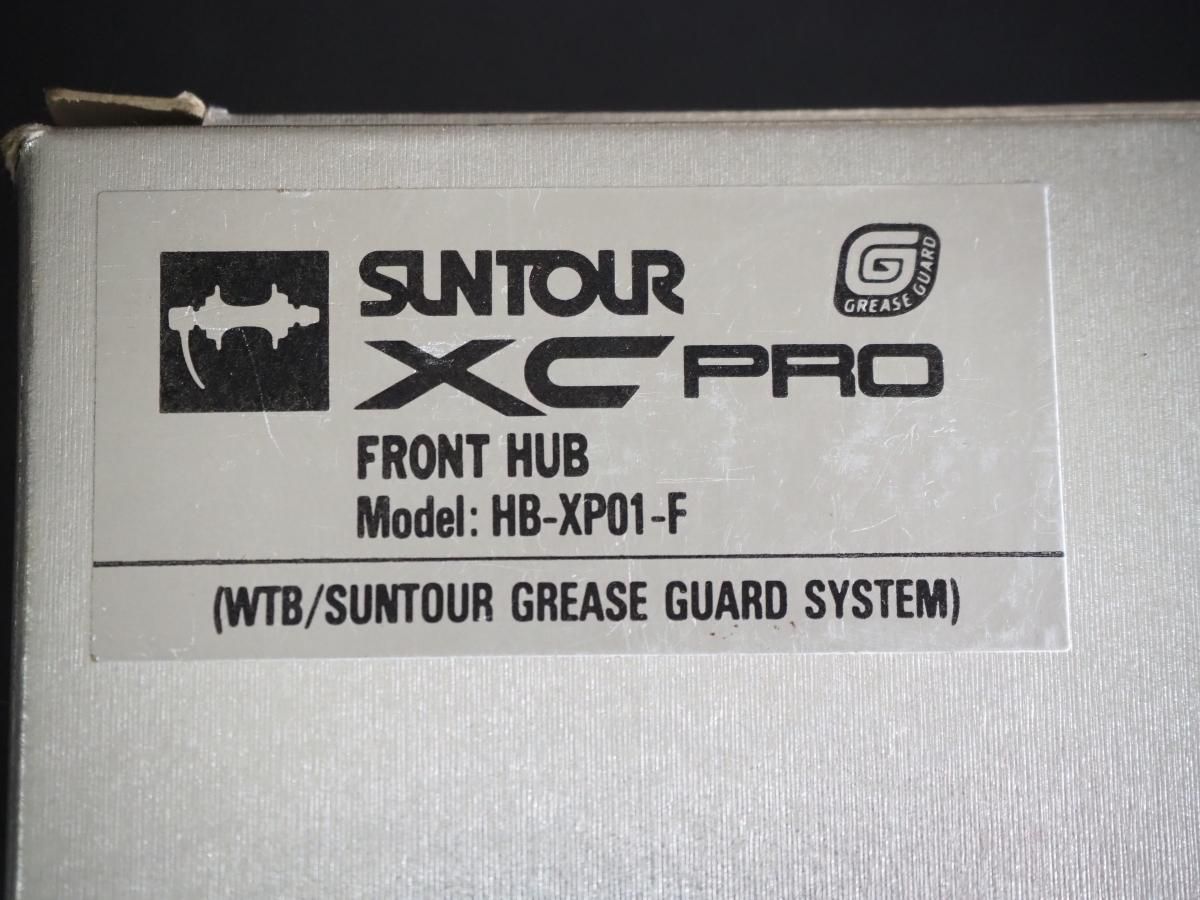 SUNTOUR
G
GREASE GUARD
XC PRO
FRONT HUB
Model: HB-XP01-F
(WTB/SUNTOUR GREASE GUARD SYSTEM)